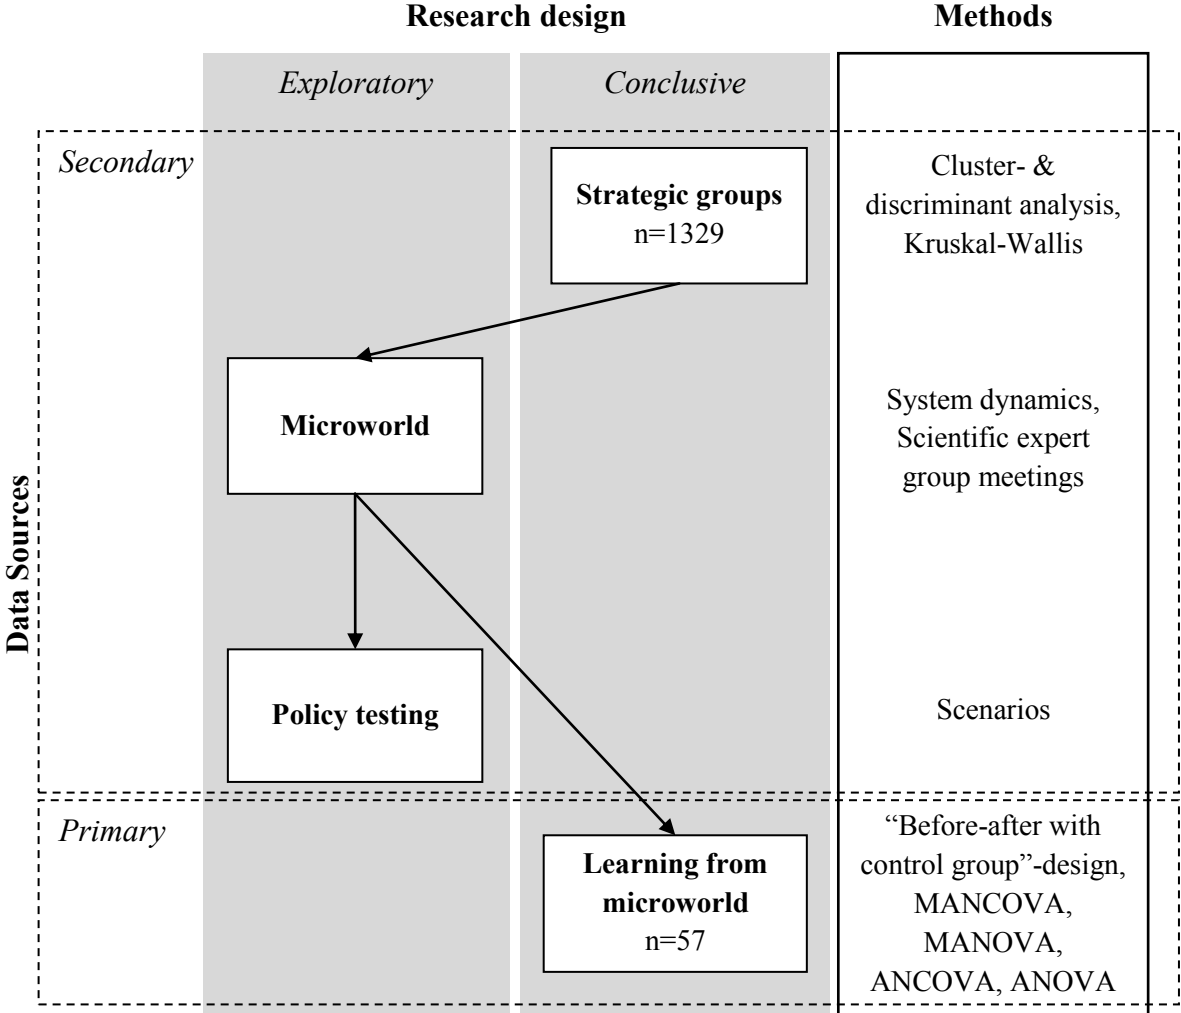 Research design
Methods
Exploratory
Conclusive
Secondary
Strategic groups
n=1329
Cluster- &
discriminant analysis,
Kruskal-Wallis
Microworld
System dynamics,
Scientific expert
group meetings
Data Sources
Policy testing
Scenarios
Primary
Learning from
microworld
n=57
“Before-after with
control group”-design,
MANCOVA,
MANOVA,
ANCOVA, ANOVA